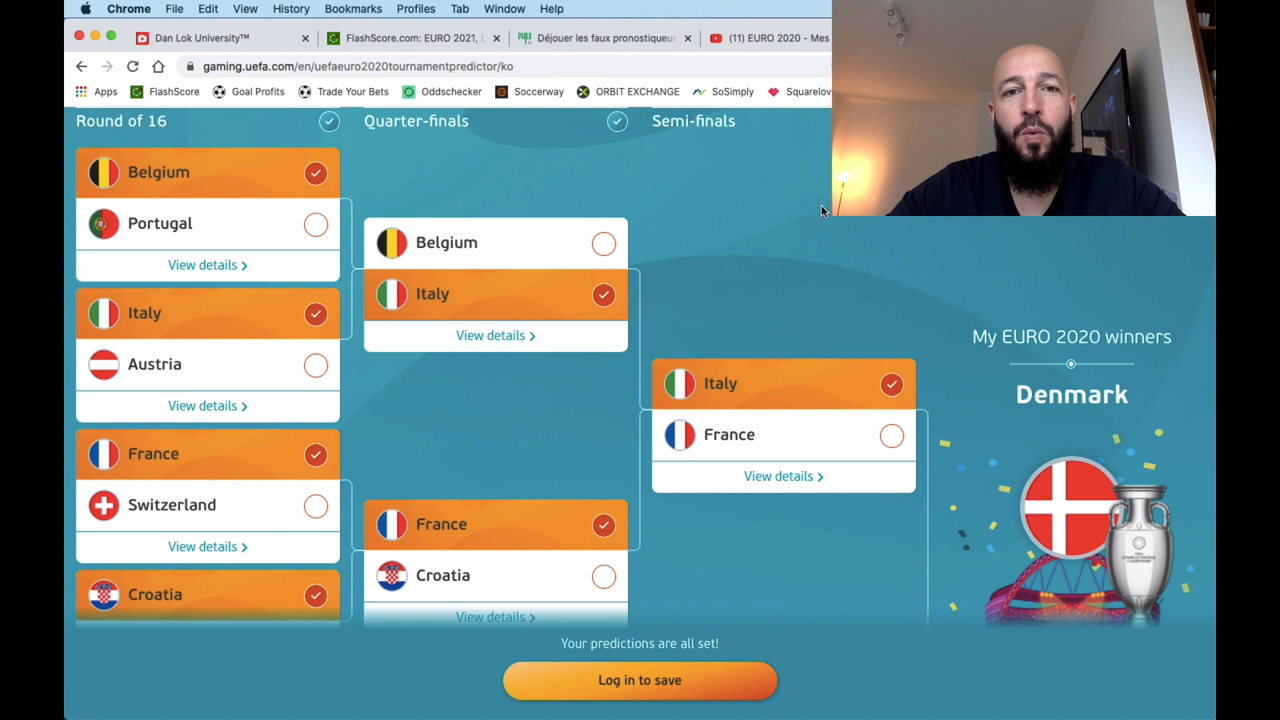 Chrome File Edit View History Bookmarks Profiles Tab Window Help
Dan Lok University™ FlashScore.com: EURO 2021, Déjouer les faux pronostiqueur (11) EURO 2020 - Mes
gaming.uefa.com/en/uefaeuro2020tournamentpredictor/ko
Apps FlashScore Goal Profits Trade Your Bets Oddschecker Soccerway ORBIT EXCHANGE SoSimply Squarelov
Round of 16 Quarter-finals Semi-finals
Belgium
Portugal
View details >
Italy
Austria
View details >
France
Switzerland
View details >
Croatia
Belgium
Italy
View details >
France
Croatia
View details >
Italy
France
View details >
My EURO 2020 winners
Denmark
Your predictions are all set!
Log in to save